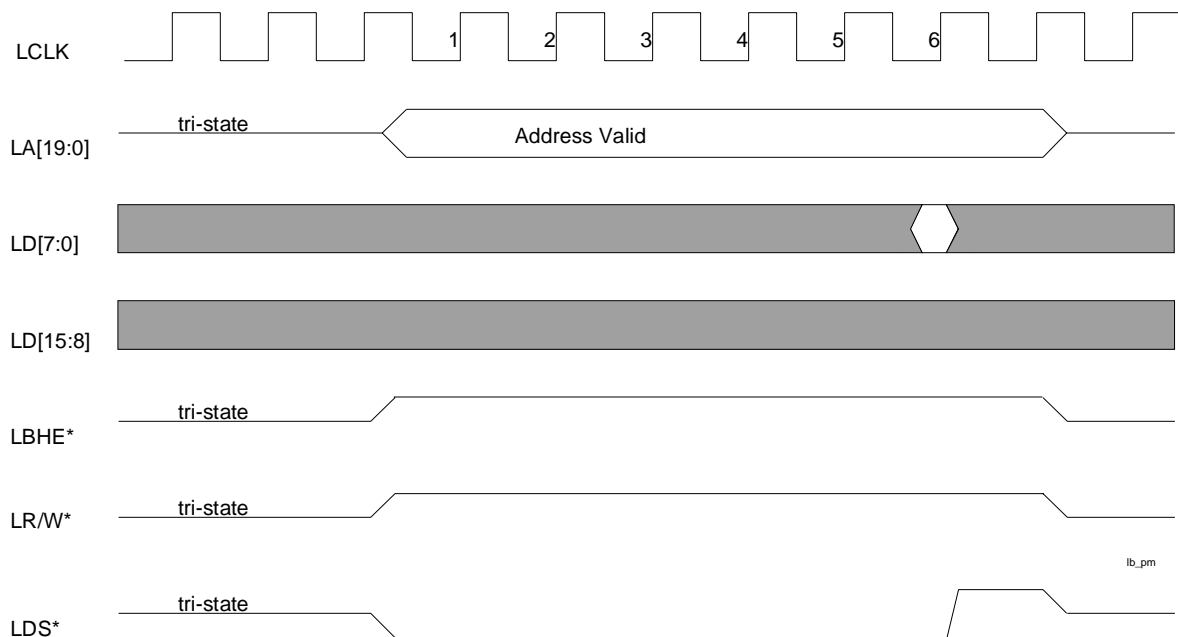 LCLK
1 2 3 4 5 6
tri-state
LA[19:0]
Address Valid
LD[7:0]
LD[15:8]
tri-state
LBHE*
tri-state
LR/W*
lb_pm
tri-state
LDS*